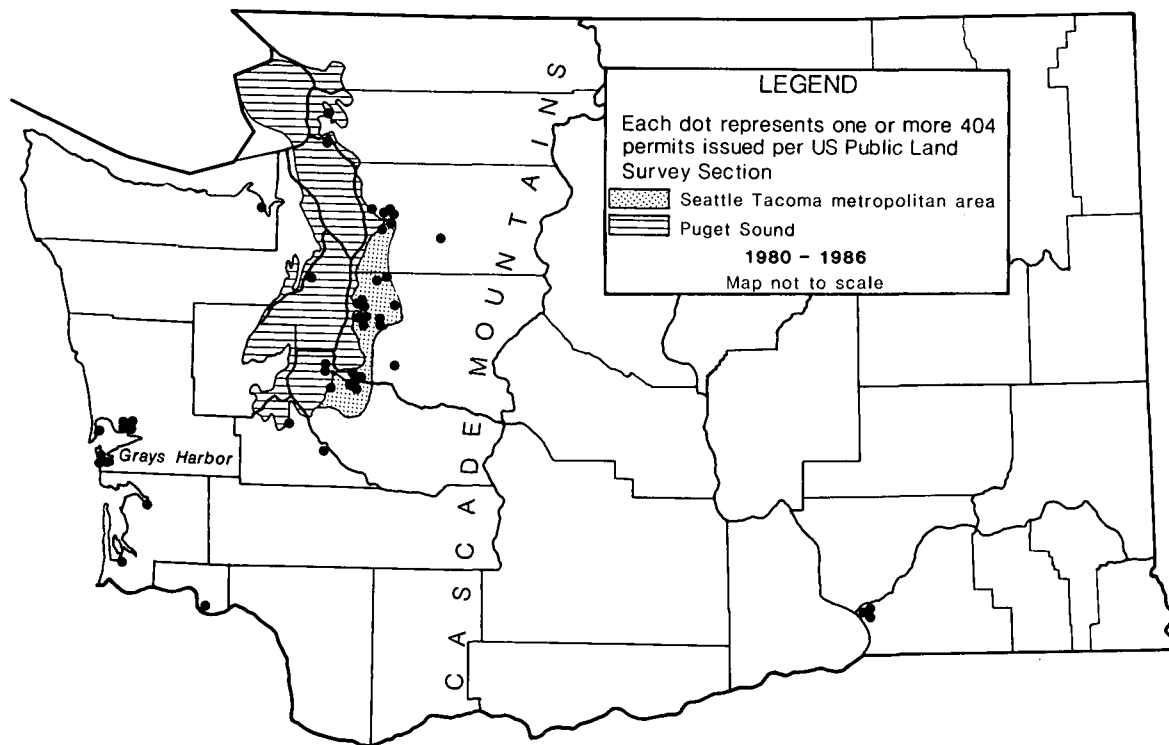 LEGEND
Each dot represents one or more 404
permits issued per US Public Land
Survey Section
Seattle Tacoma metropolitan area
Puget Sound
1980 - 1986
Map not to scale
CASCADE MOUNTAINS
Grays Harbor